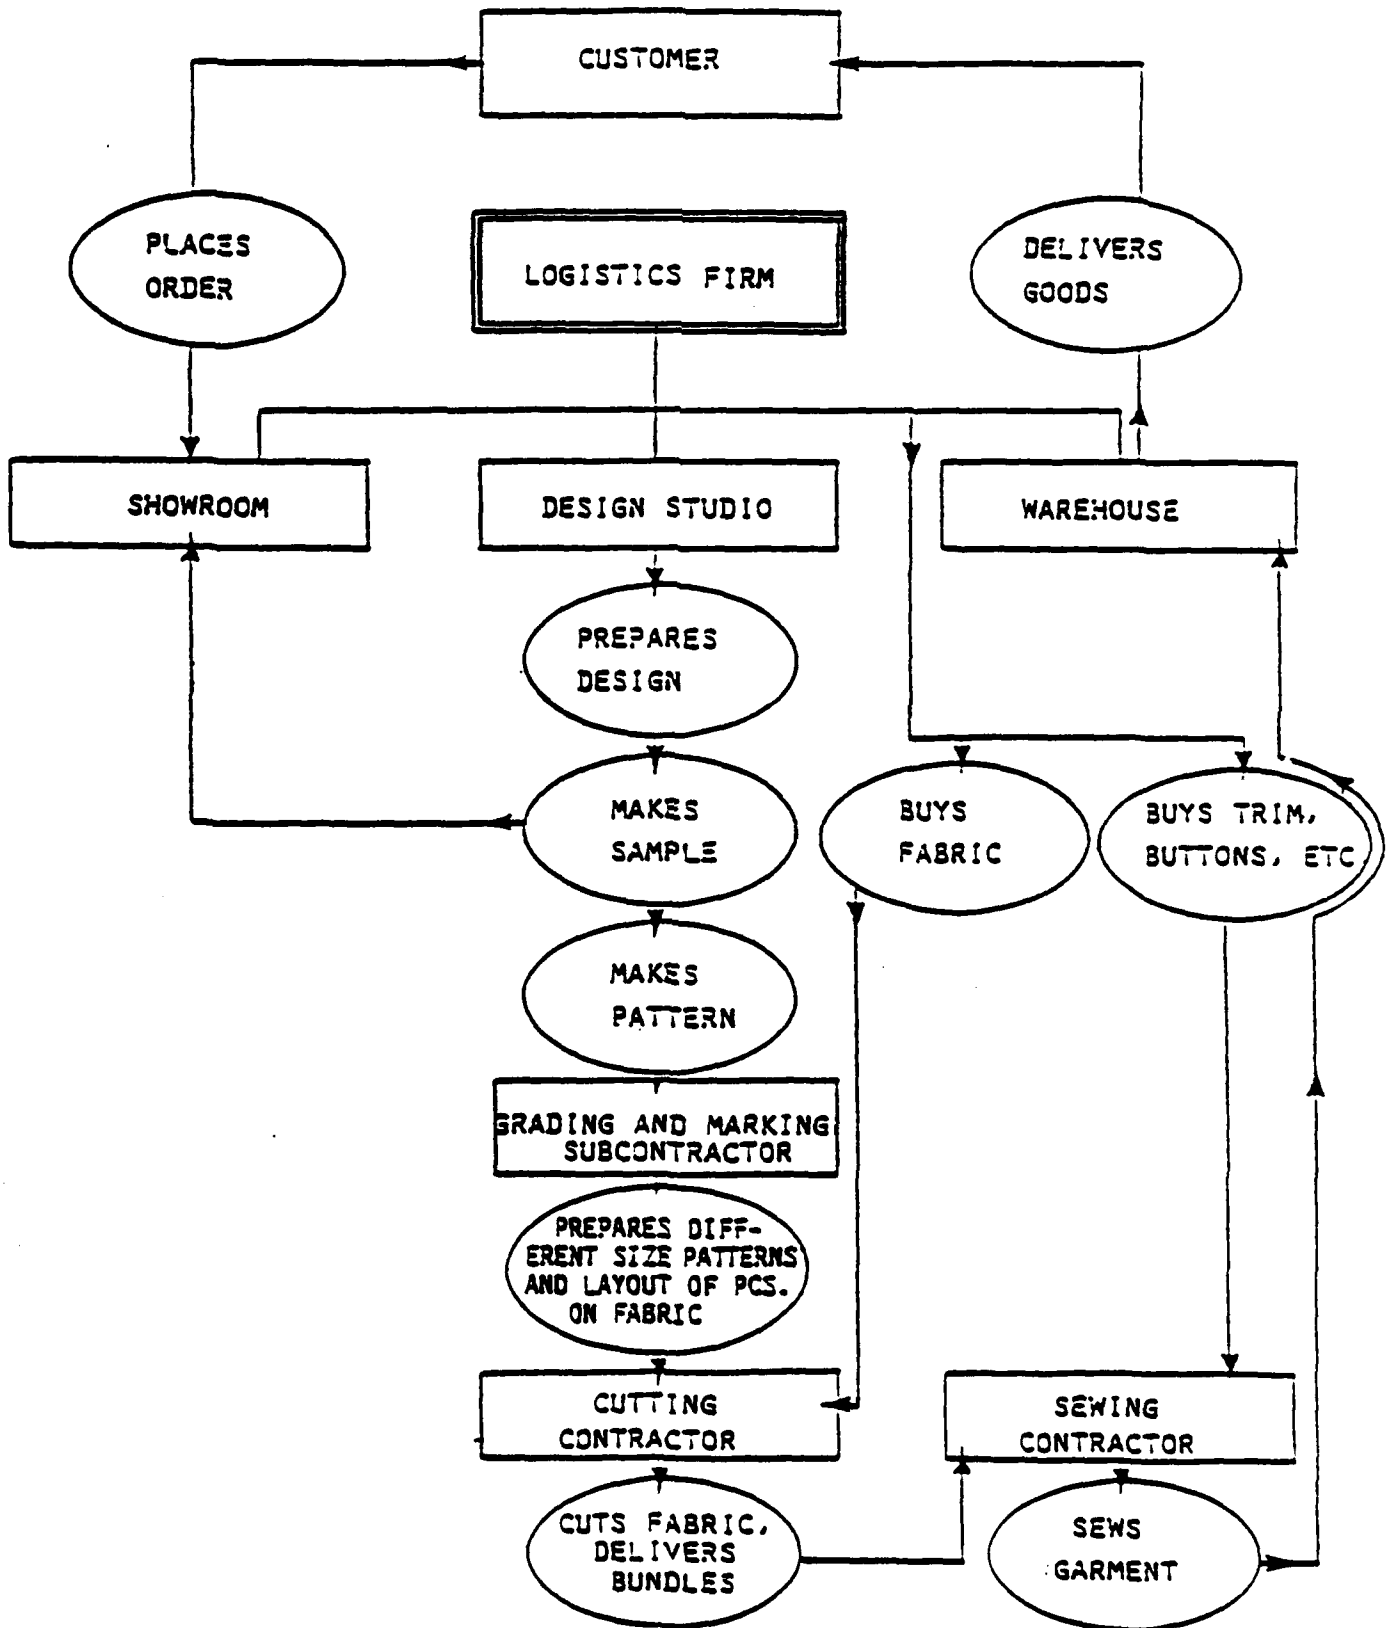 CUSTOMER
PLACES
ORDER
LOGISTICS FIRM
DELIVERS
GOODS
SHOWROOM
DESIGN STUDIO
WAREHOUSE
PREPARES
DESIGN
MAKES
SAMPLE
BUYS
FABRIC
BUYS TRIM,
BUTTONS, ETC
MAKES
PATTERN
GRADING AND MARKING
SUBCONTRACTOR
PREPARES DIFF-
ERENT SIZE PATTERNS
AND LAYOUT OF PCS.
ON FABRIC
CUTTING
CONTRACTOR
SEWING
CONTRACTOR
CUTS FABRIC,
DELIVERS
BUNDLES
SEWS
GARMENT